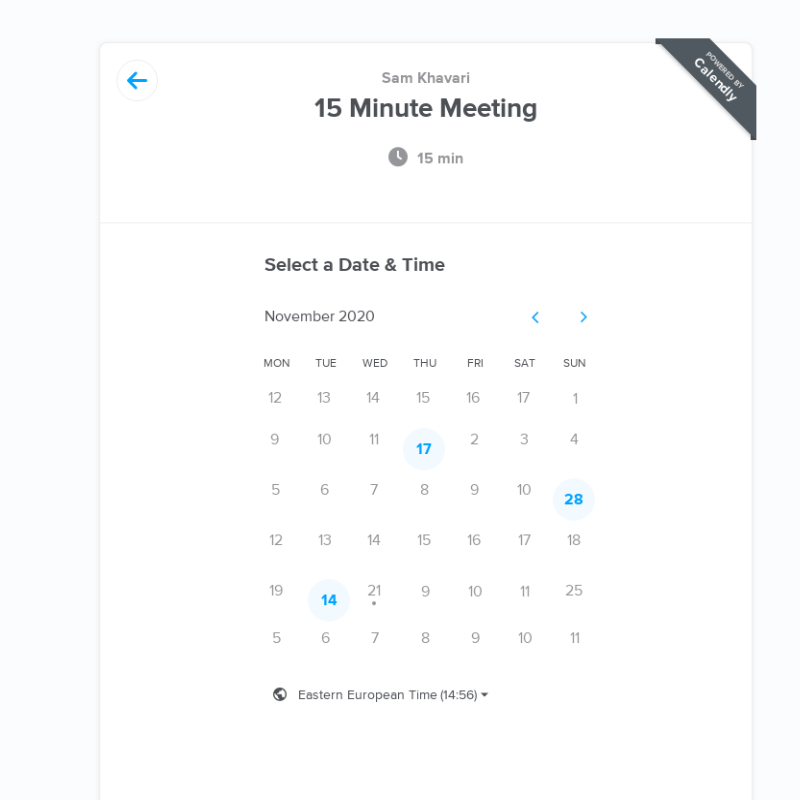 POWERED BY
Calendly
Sam Khavari
15 Minute Meeting
15 min
Select a Date & Time
November 2020
MON TUE WED THU FRI SAT SUN
12 13 14 15 16 17 1
9 10 11 17 2 3 4
5 6 7 8 9 10 28
12 13 14 15 16 17 18
19 14 21 9 10 11 25
5 6 7 8 9 10 11
Eastern European Time (14:56)